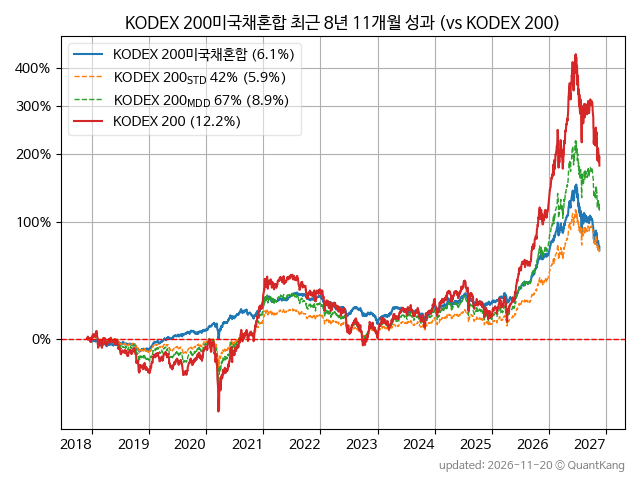 KODEX 200미국채혼합 최근 8년 11개월 성과 (vs KODEX 200)
KODEX 200미국채혼합 (6.1%)
KODEX 200STD 42% (5.9%)
KODEX 200MDD 67% (8.9%)
KODEX 200 (12.2%)
400%
300%
200%
100%
0%
2018 2019 2020 2021 2022 2023 2024 2025 2026 2027
updated: 2026-11-20 © QuantKang